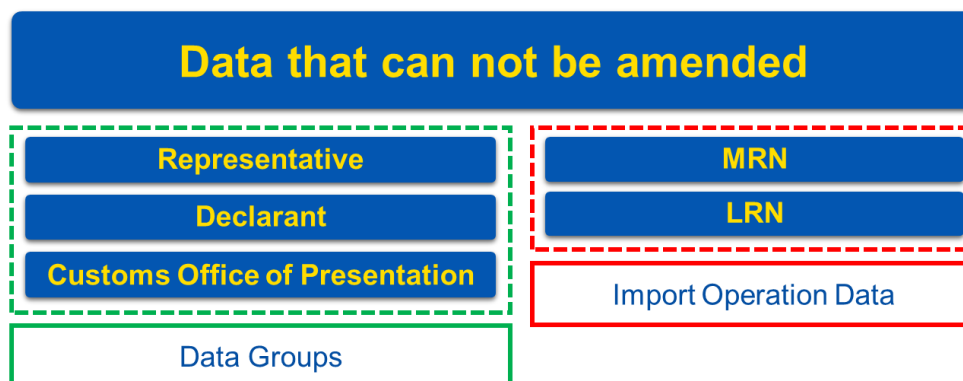 Data that can not be amended
Representative
Declarant
Customs Office of Presentation
Data Groups
MRN
LRN
Import Operation Data